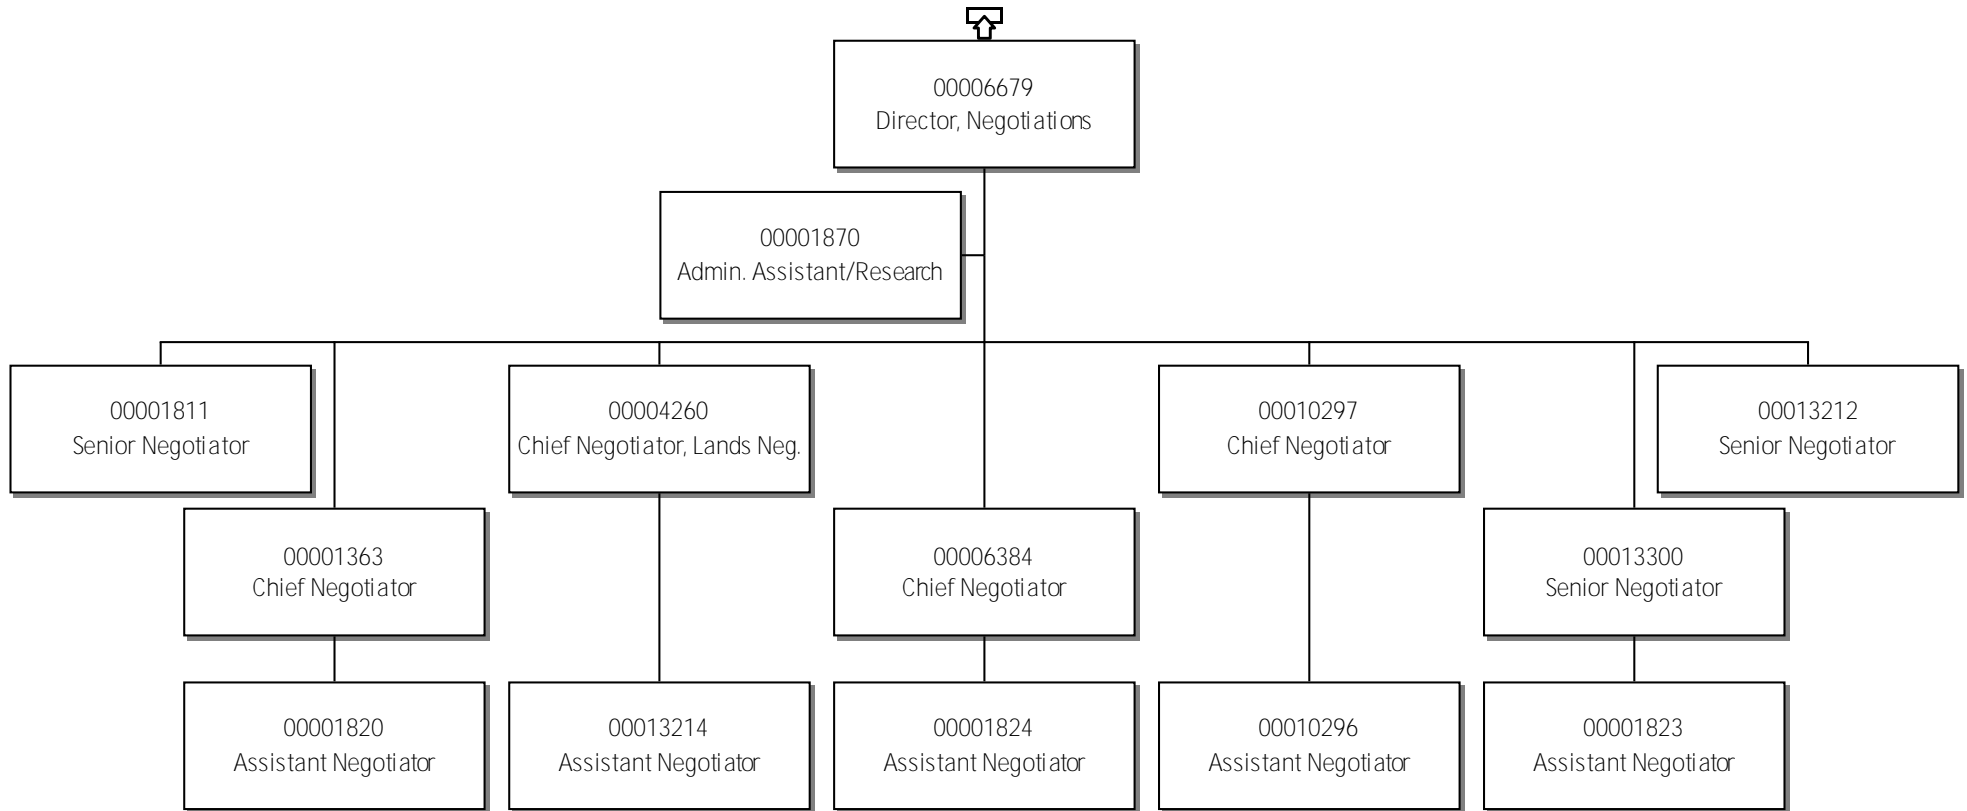 00006679
Director, Negotiations
00001870
Admin. Assistant/Research
00001811
Senior Negotiator
00004260
Chief Negotiator, Lands Neg.
00010297
Chief Negotiator
00013212
Senior Negotiator
00001363
Chief Negotiator
00006384
Chief Negotiator
00013300
Senior Negotiator
00001820
Assistant Negotiator
00013214
Assistant Negotiator
00001824
Assistant Negotiator
00010296
Assistant Negotiator
00001823
Assistant Negotiator